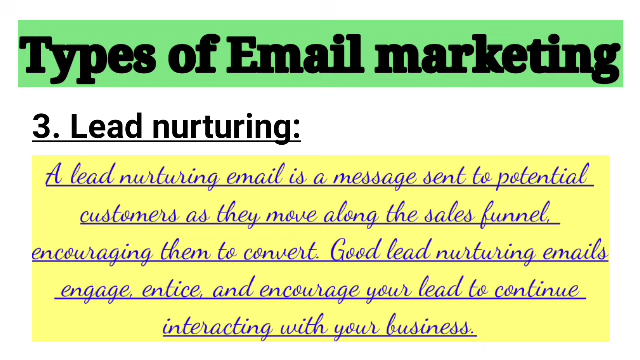 Types of Email marketing
3. Lead nurturing:
A lead nurturing email is a message sent to potential
customers as they move along the sales funnel,
encouraging them to convert. Good lead nurturing emails
engage, entice, and encourage your lead to continue
interacting with your business.